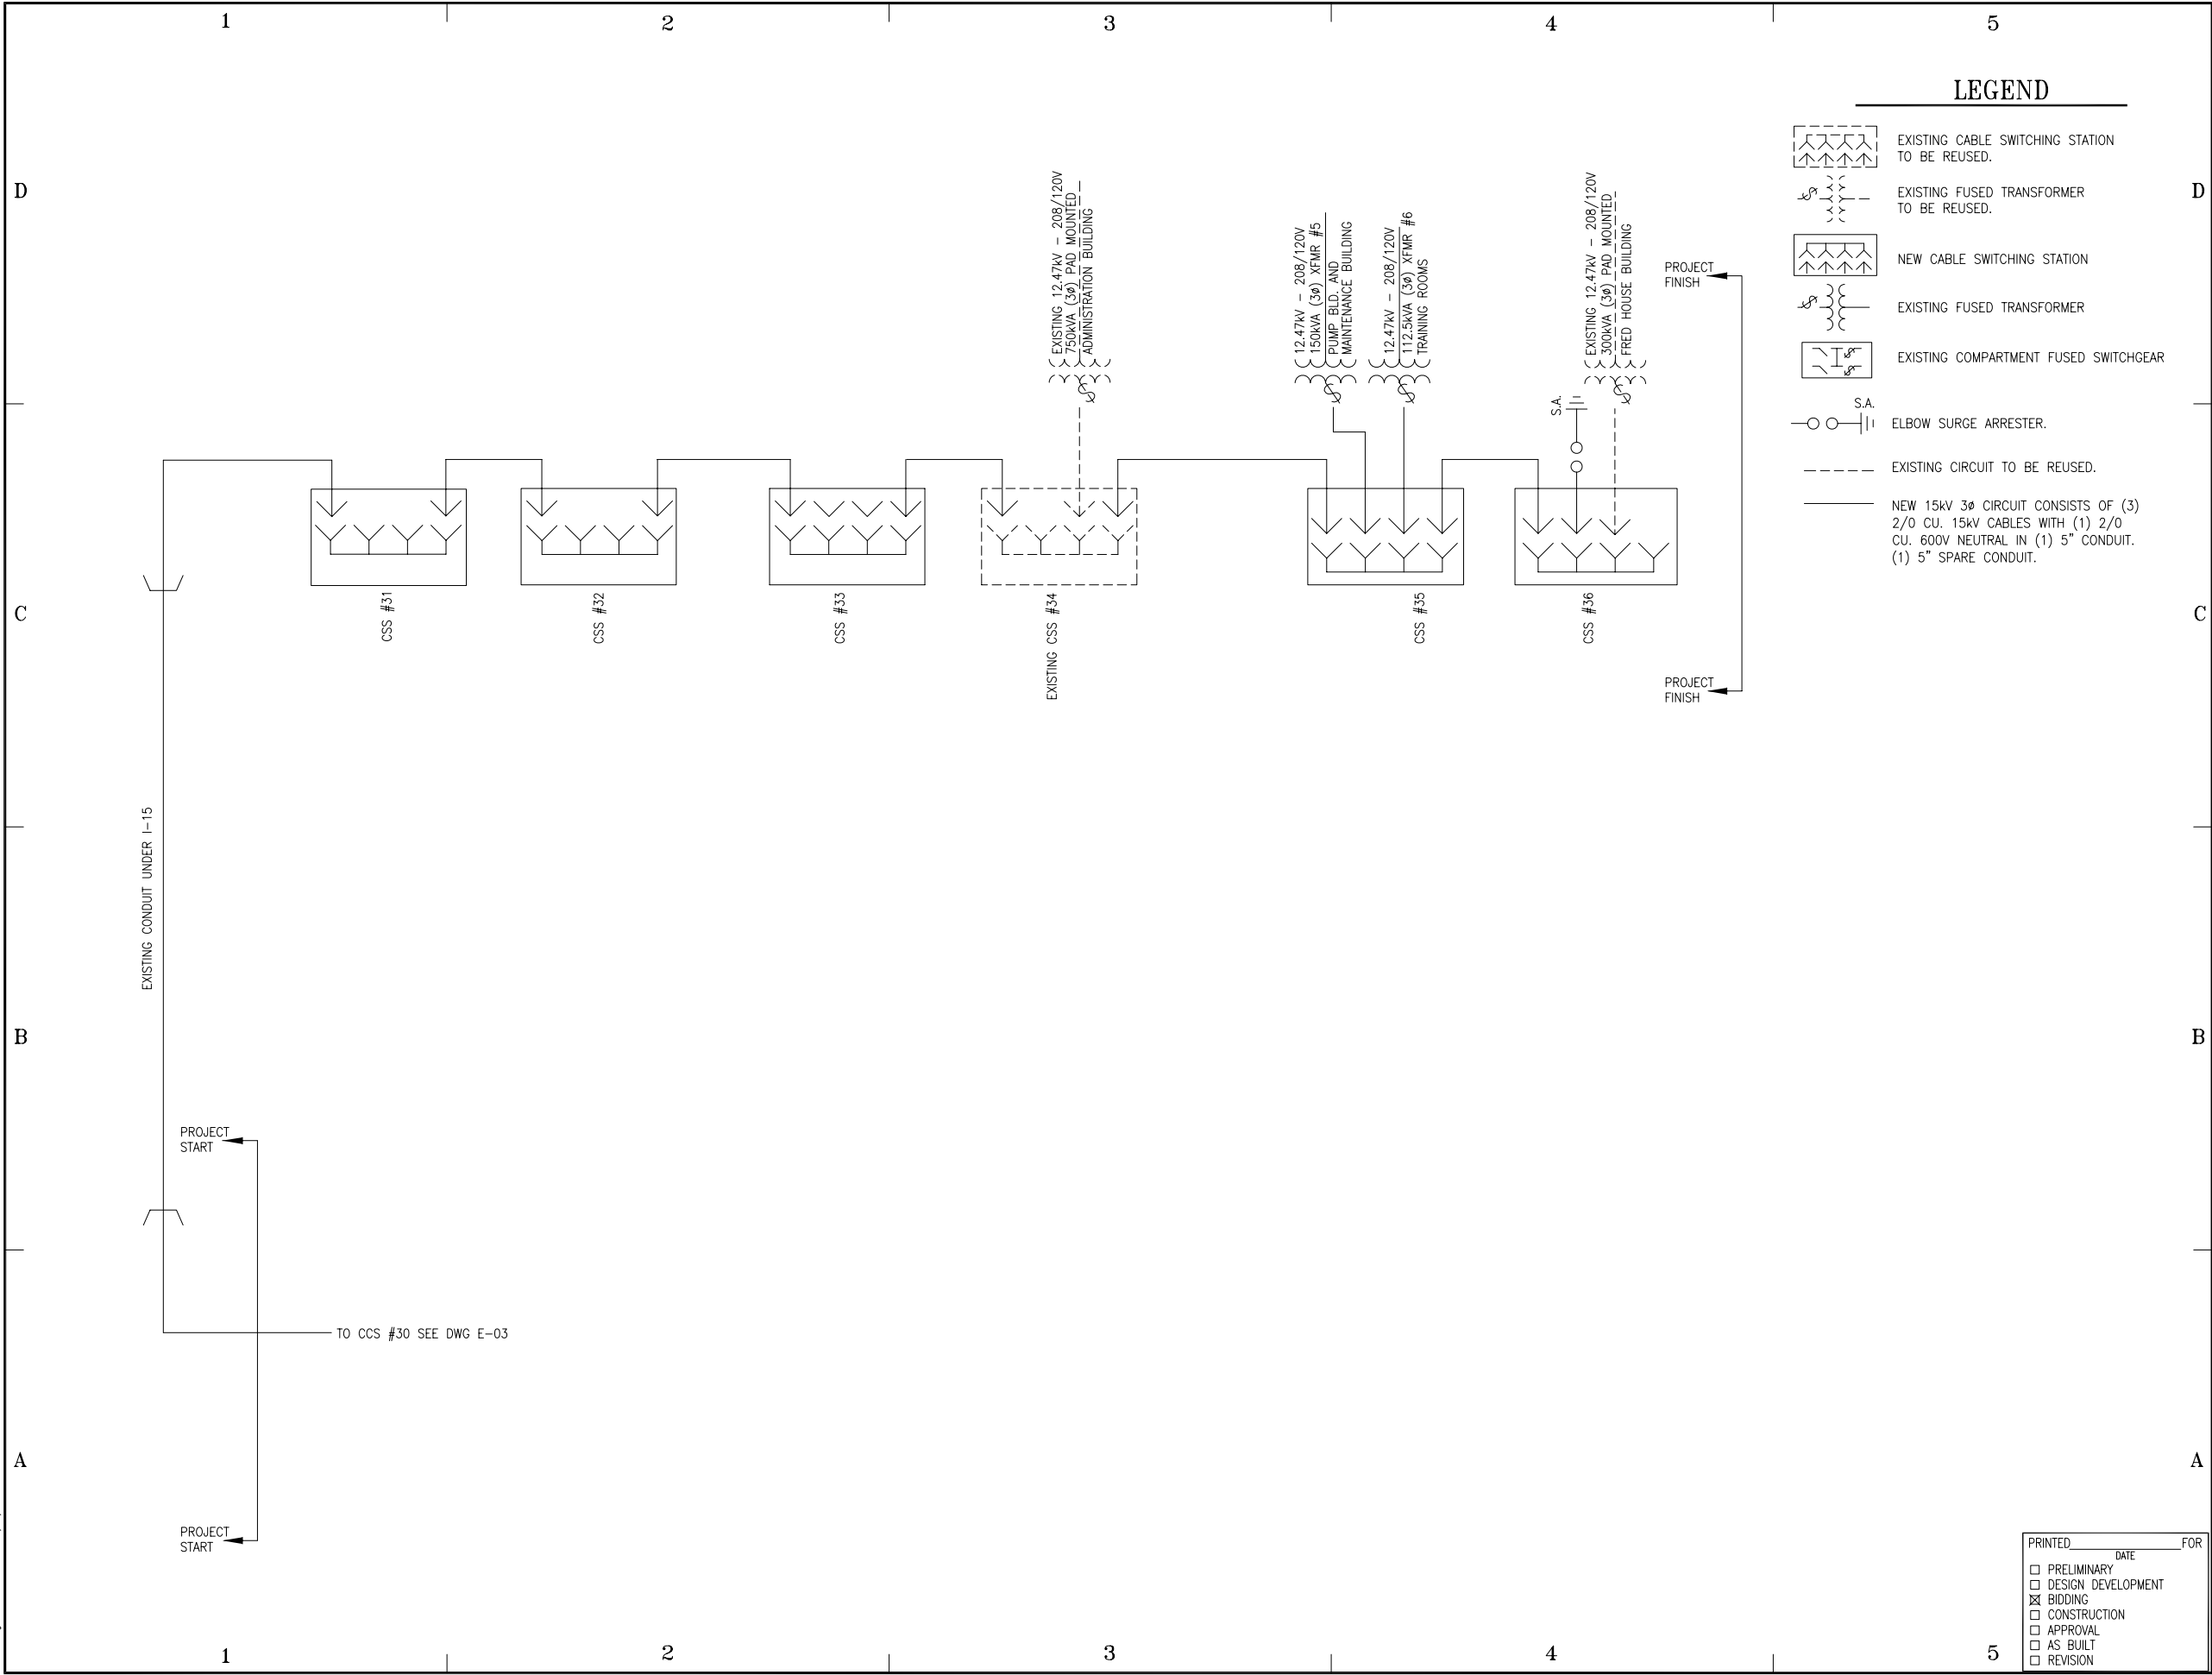 1 2 3 4 5
LEGEND
EXISTING CABLE SWITCHING STATION
TO BE REUSED.
EXISTING FUSED TRANSFORMER
TO BE REUSED.
NEW CABLE SWITCHING STATION
EXISTING FUSED TRANSFORMER
EXISTING COMPARTMENT FUSED SWITCHGEAR
S.A.
ELBOW SURGE ARRESTER.
EXISTING CIRCUIT TO BE REUSED.
NEW 15kV 3ø CIRCUIT CONSISTS OF (3)
2/0 CU. 15kV CABLES WITH (1) 2/0
CU. 600V NEUTRAL IN (1) 5" CONDUIT.
(1) 5" SPARE CONDUIT.
D
D
EXISTING 12.47kV - 208/120V
750kVA (3ø) PAD MOUNTED
ADMINISTRATION BUILDING
12.47kV - 208/120V
150kVA (3ø) XFMR #5
PUMP BLD. AND
MAINTENANCE BUILDING
12.47kV - 208/120V
112.5kVA (3ø) XFMR #6
TRAINING ROOMS
EXISTING 12.47kV - 208/120V
300kVA (3ø) PAD MOUNTED
FRED HOUSE BUILDING
S.A.
PROJECT
FINISH
C
C
CSS #31
CSS #32
CSS #33
EXISTING CSS #34
CSS #35
CSS #36
PROJECT
FINISH
EXISTING CONDUIT UNDER I-15
B
B
PROJECT
START
TO CCS #30 SEE DWG E-03
A
A
PROJECT
START
PRINTED FOR
DATE
PRELIMINARY
DESIGN DEVELOPMENT
BIDDING
CONSTRUCTION
APPROVAL
AS BUILT
REVISION
1 2 3 4 5